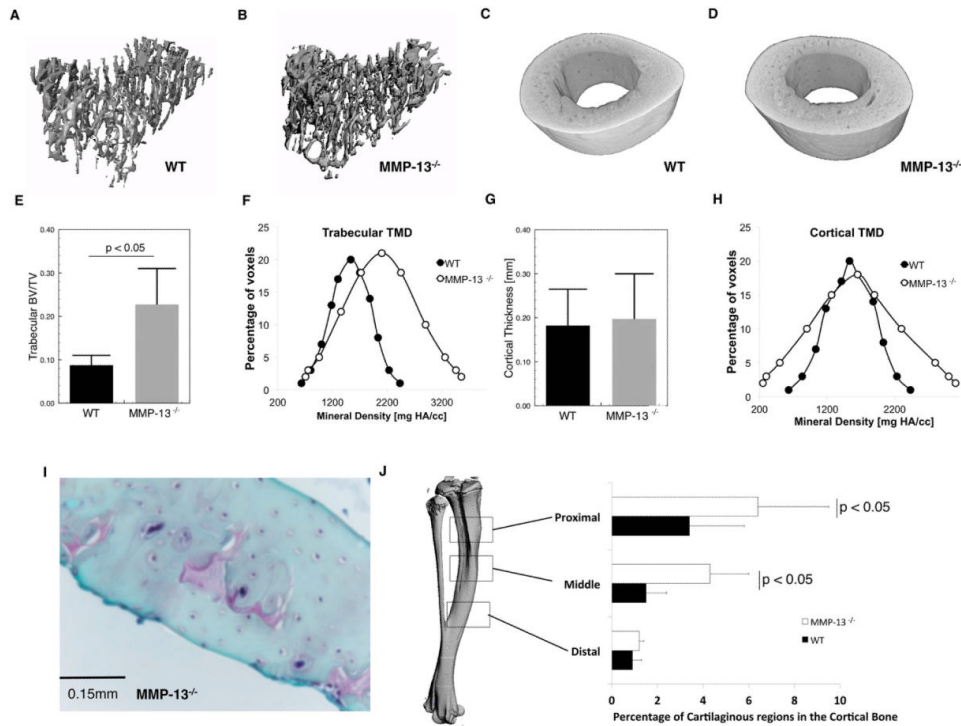 A
B
C
D
WT
MMP-13-/-
WT
MMP-13-/-
E
Trabecular BV/TV
0.40
0.30
0.20
0.10
0.00
p < 0.05
WT
MMP-13 -/-
F
Trabecular TMD
Percentage of voxels
25
20
15
10
5
0
WT
MMP-13 -/-
200
1200
2200
3200
Mineral Density [mg HA/cc]
G
Cortical Thickness [mm]
0.40
0.30
0.20
0.10
0.00
WT
MMP-13 -/-
H
Cortical TMD
Percentage of voxels
25
20
15
10
5
0
WT
MMP-13 -/-
200
1200
2200
Mineral Density [mg HA/cc]
I
0.15mm
MMP-13-/-
J
Proximal
Middle
Distal
p < 0.05
p < 0.05
MMP-13 -/-
WT
0
2
4
6
8
10
Percentage of Cartilaginous regions in the Cortical Bone